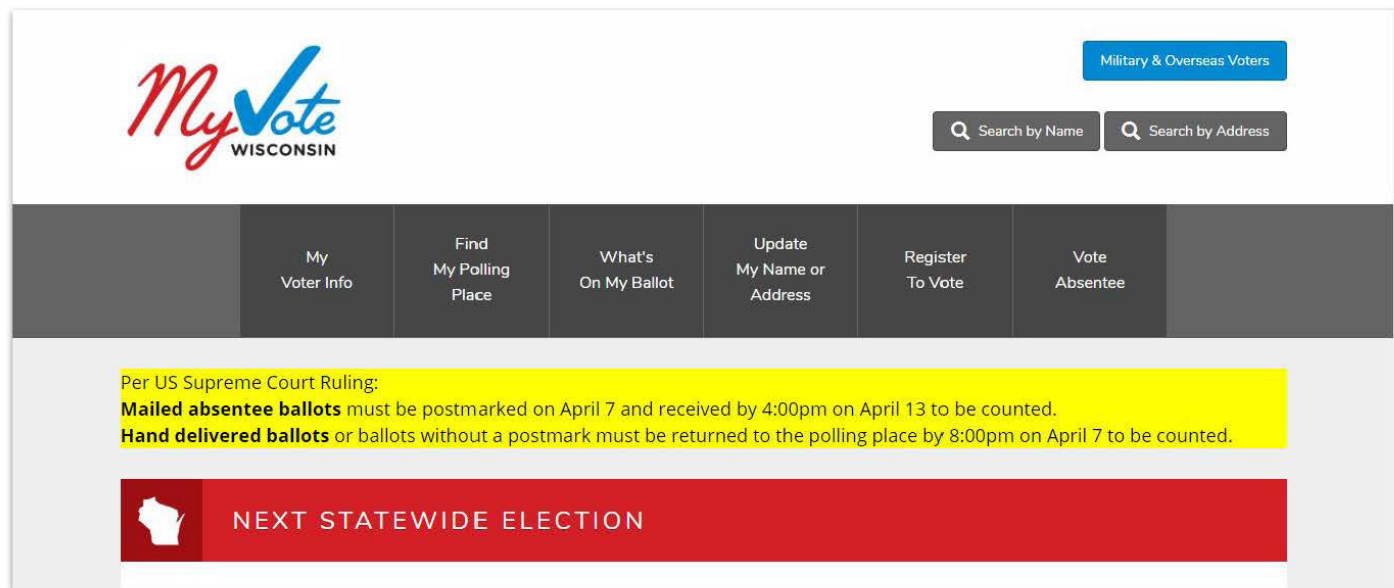 MyVote
WISCONSIN
Military & Overseas Voters
Search by Name
Search by Address
My
Voter Info
Find
My Polling
Place
What's
On My Ballot
Update
My Name or
Address
Register
To Vote
Vote
Absentee
Per US Supreme Court Ruling:
Mailed absentee ballots must be postmarked on April 7 and received by 4:00pm on April 13 to be counted.
Hand delivered ballots or ballots without a postmark must be returned to the polling place by 8:00pm on April 7 to be counted.
NEXT STATEWIDE ELECTION